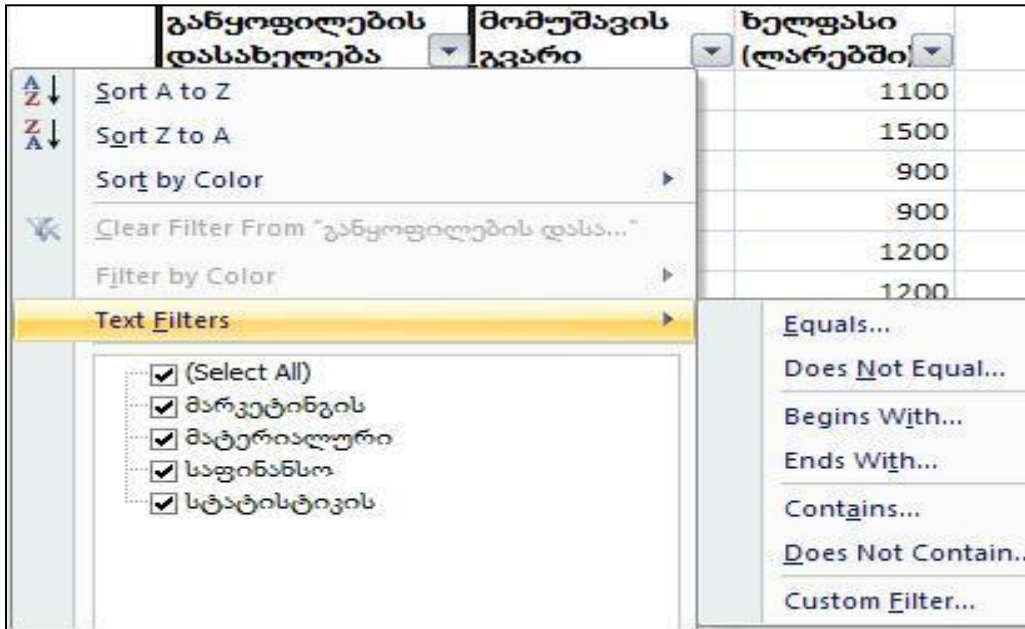 განყოფილების
დასახელება
მომუშავის
გვარი
ხელფასი
(ლარებში)
1100
1500
900
900
1200
1200
Sort A to Z
Sort Z to A
Sort by Color
Clear Filter From "განყოფილების დასა..."
Filter by Color
Text Filters
(Select All)
მარკეტინგის
მატერიალური
საფინანსო
სტატისტიკის
Equals...
Does Not Equal...
Begins With...
Ends With...
Contains...
Does Not Contain..
Custom Filter...